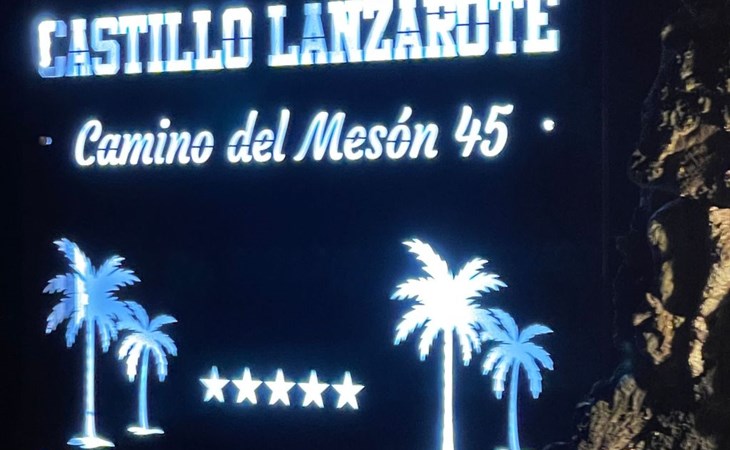 CASTILLO LANZAROTE
Camino del Mesón 45